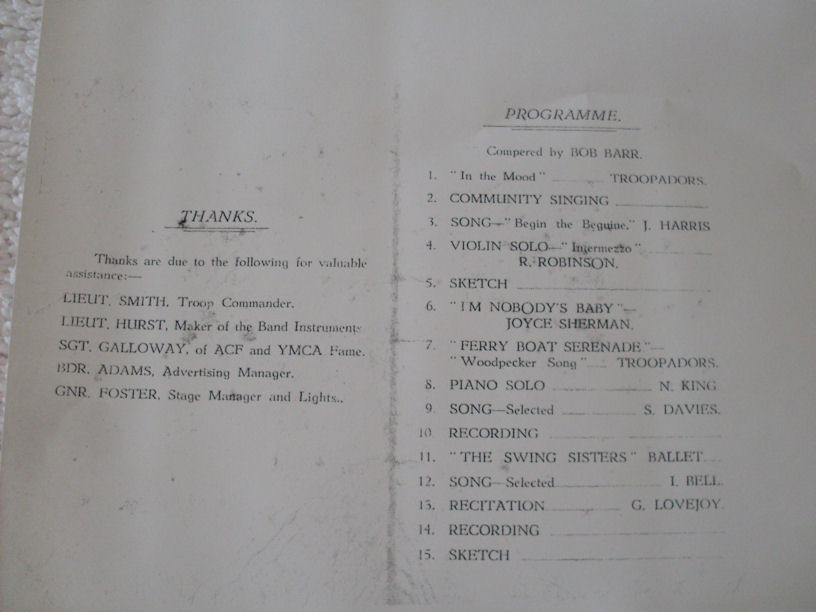 THANKS.
Thanks are due to the following for valuable
assistance:—
LIEUT. SMITH, Troop Commander.
LIEUT. HURST, Maker of the Band Instruments
SGT. GALLOWAY, of ACF and YMCA Fame.
BDR. ADAMS, Advertising Manager.
GNR. FOSTER, Stage Manager and Lights..
PROGRAMME.
Compered by BOB BARR.
1. "In the Mood" TROOPADORS.
2. COMMUNITY SINGING
3. SONG—"Begin the Beguine." J. HARRIS
4. VIOLIN SOLO—"Intermezzo"
R. ROBINSON.
5. SKETCH
6. "I'M NOBODY'S BABY"—
JOYCE SHERMAN.
7. "FERRY BOAT SERENADE"—
"Woodpecker Song" TROOPADORS.
8. PIANO SOLO N. KING
9. SONG—Selected S. DAVIES.
10. RECORDING
11. "THE SWING SISTERS" BALLET
12. SONG—Selected I. BELL.
13. RECITATION G. LOVEJOY.
14. RECORDING
15. SKETCH